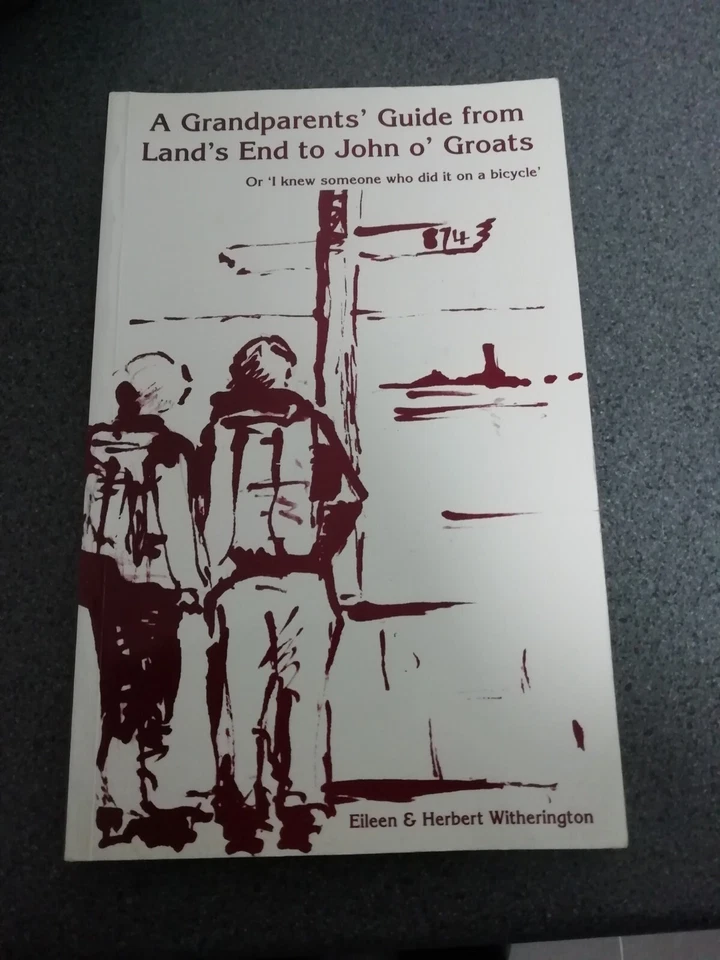 A Grandparents' Guide from
Land's End to John o' Groats
Or 'I knew someone who did it on a bicycle'
874
Eileen & Herbert Witherington